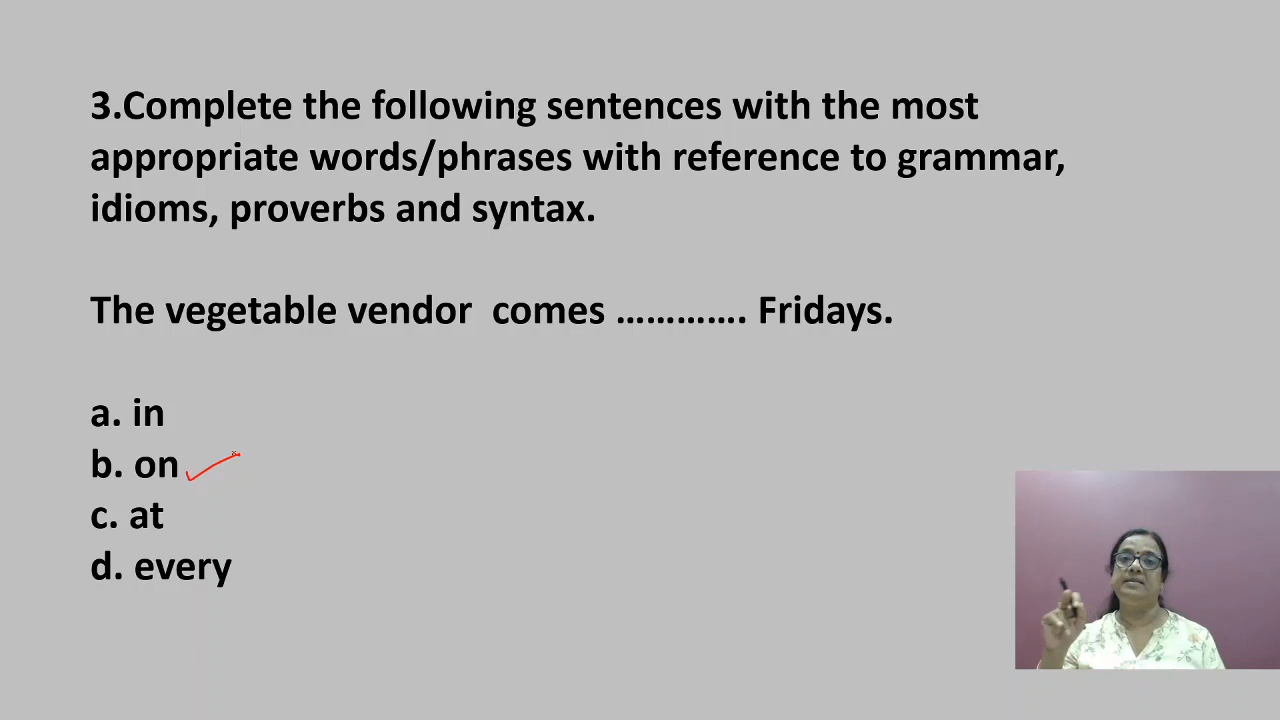 3.Complete the following sentences with the most
appropriate words/phrases with reference to grammar,
idioms, proverbs and syntax.
The vegetable vendor  comes …………. Fridays.
a. in
b. on
c. at
d. every